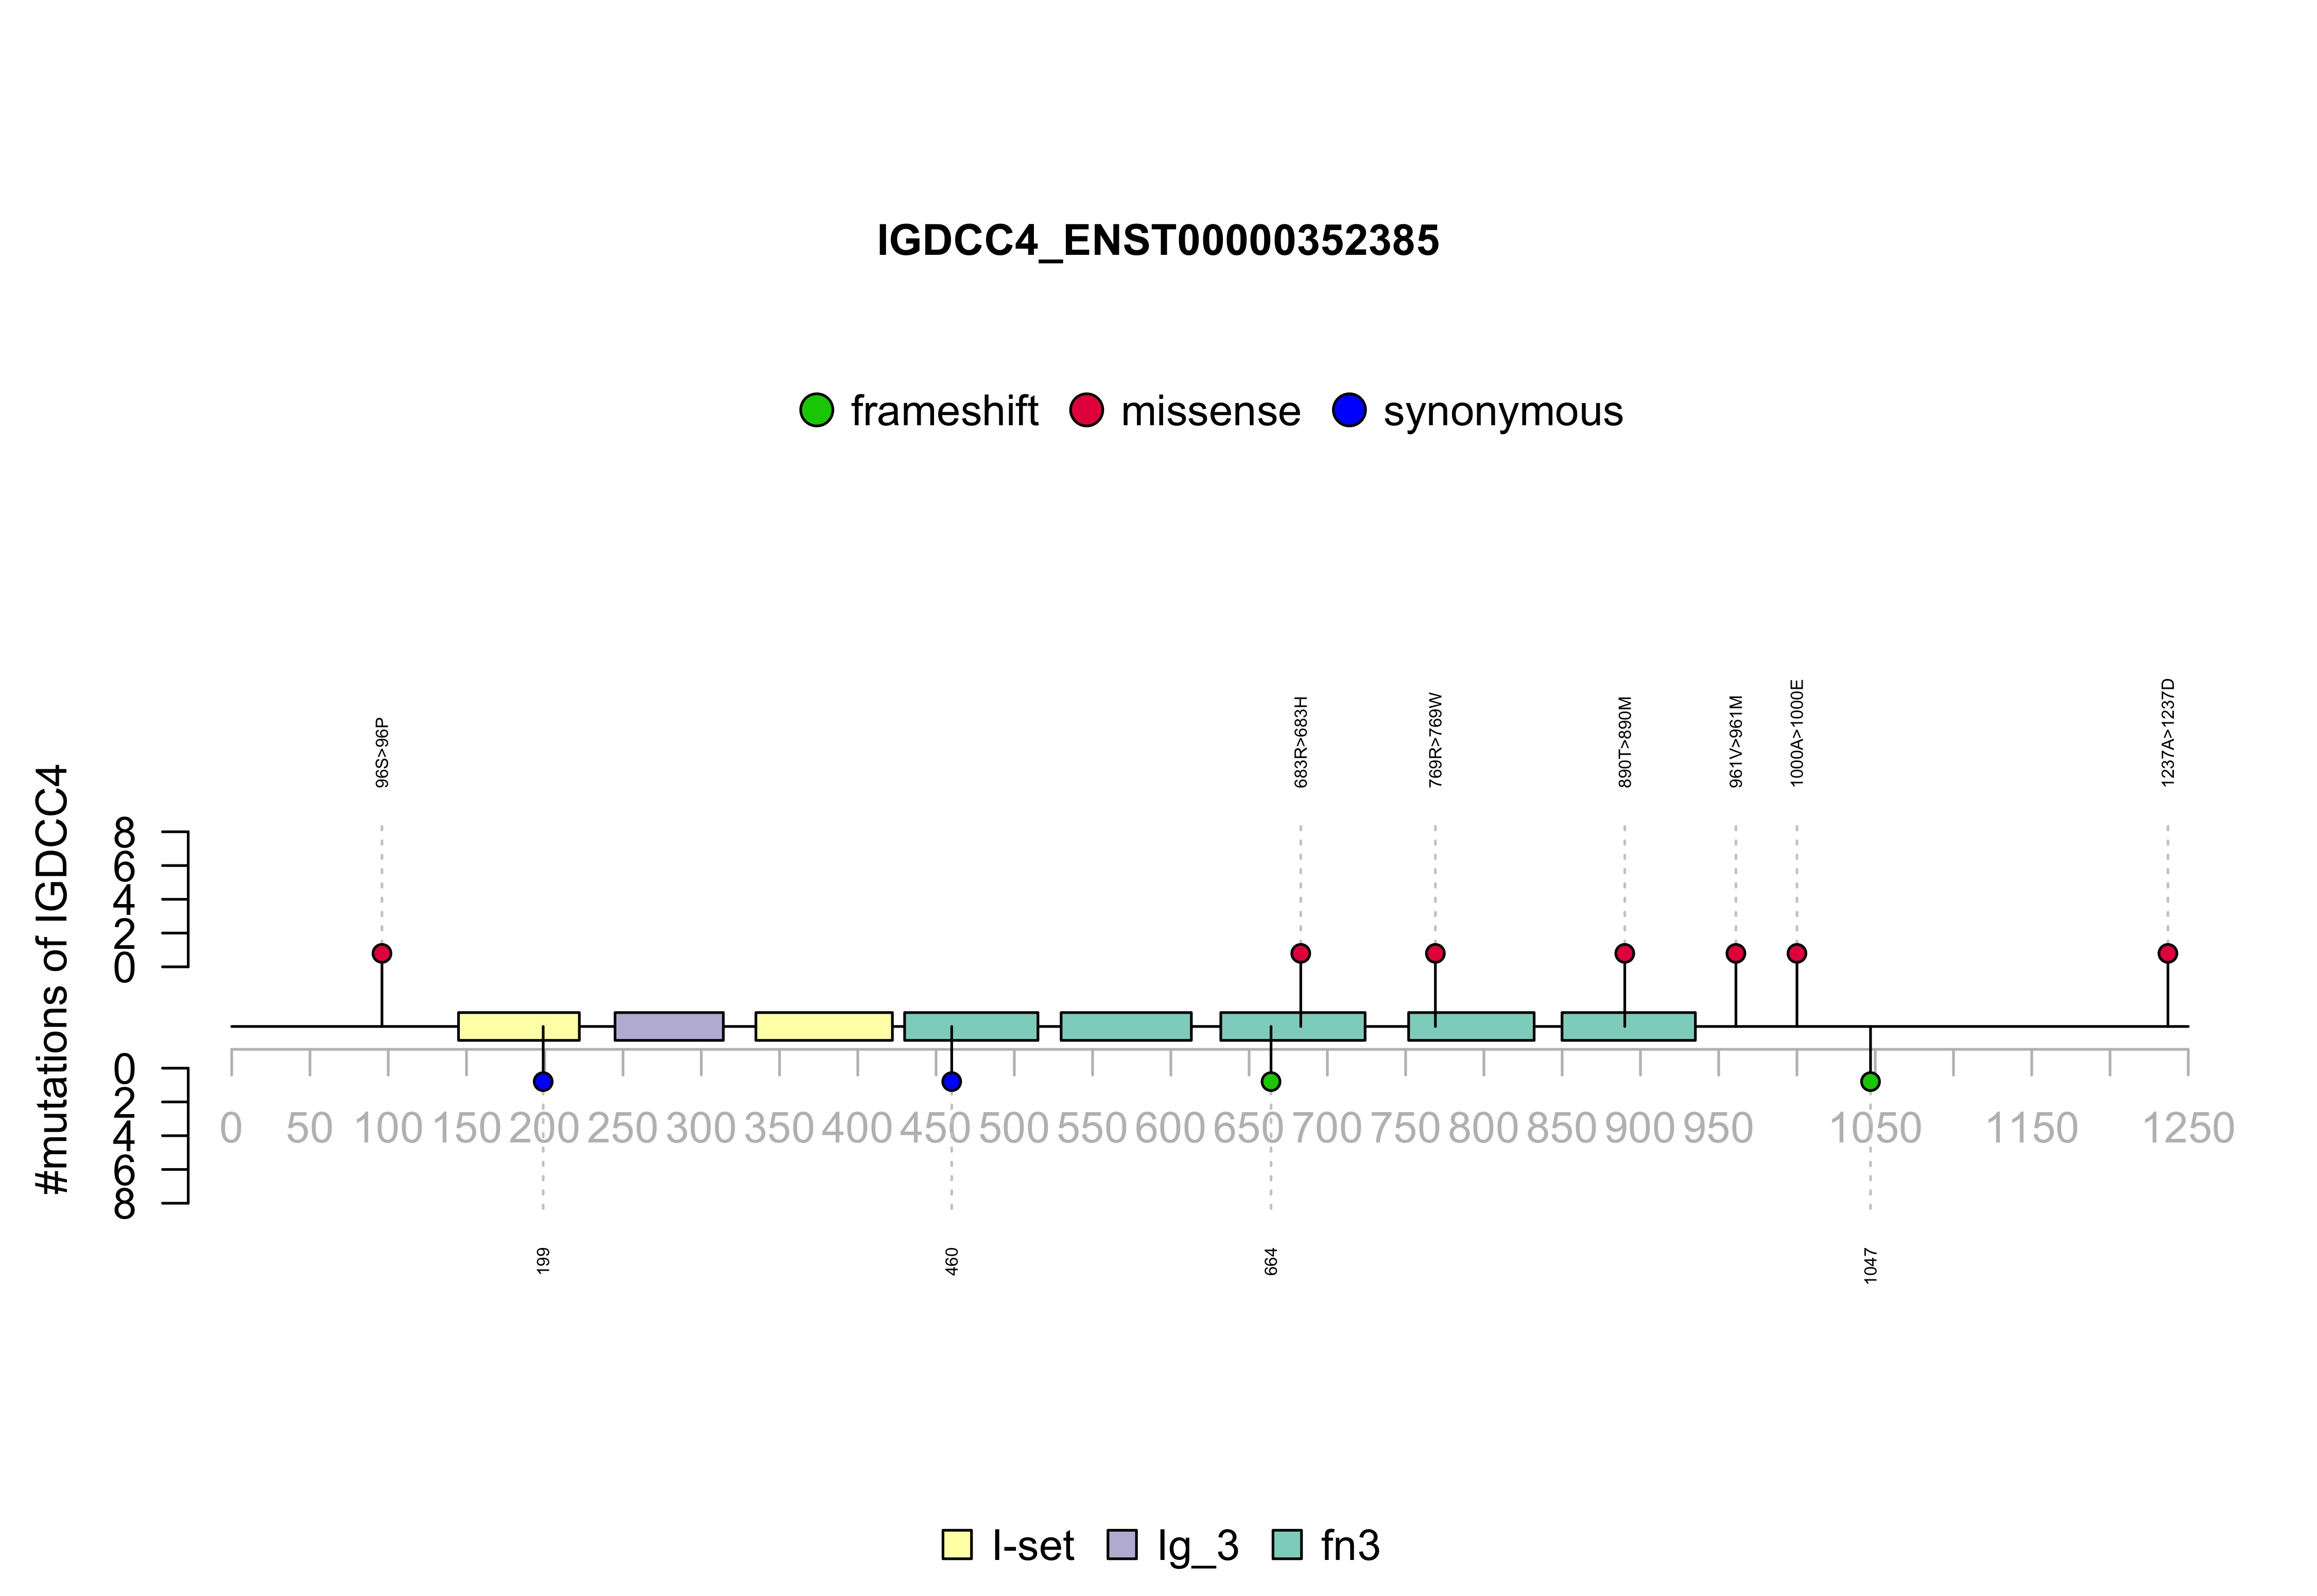 IGDCC4_ENST00000352385
frameshift missense synonymous
96S>96P
683R>683H
769R>769W
890T>890M
961V>961M
1000A>1000E
1237A>1237D
#mutations of IGDCC4
8
6
4
2
0
0
2
4
6
8
0 50 100 150 200 250 300 350 400 450 500 550 600 650 700 750 800 850 900 950 1050 1150 1250
199
460
664
1047
I-set Ig_3 fn3